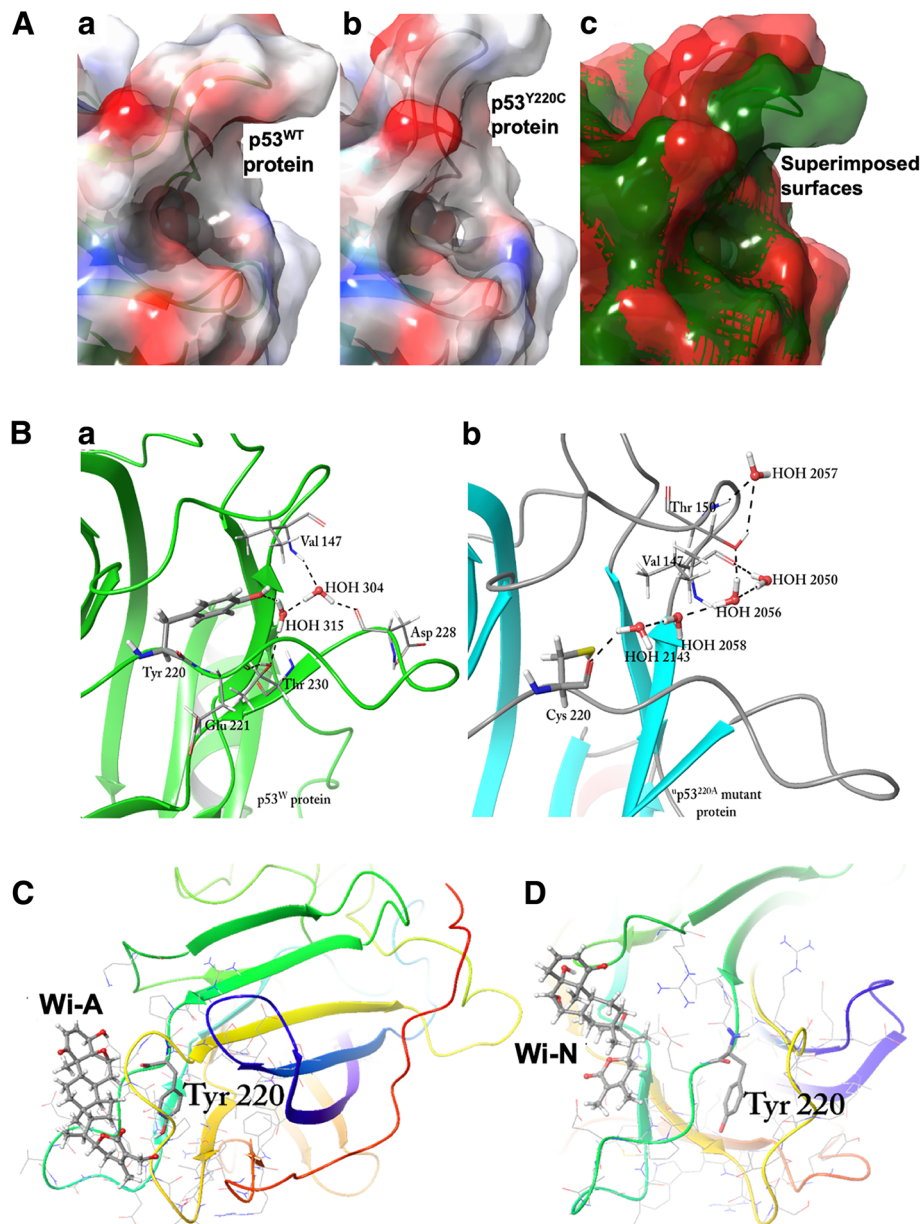 A
a
b
c
p53WT
protein
p53Y220C
protein
Superimposed
surfaces
B
a
b
Val 147
HOH 304
HOH 315
Asp 228
Tyr 220
Thr 230
Glu 221
p53W protein
HOH 2057
Thr 150
Val 147
HOH 2050
HOH 2056
HOH 2058
HOH 2143
Cys 220
up53220A mutant
protein
C
D
Wi-A
Tyr 220
Wi-N
Tyr 220